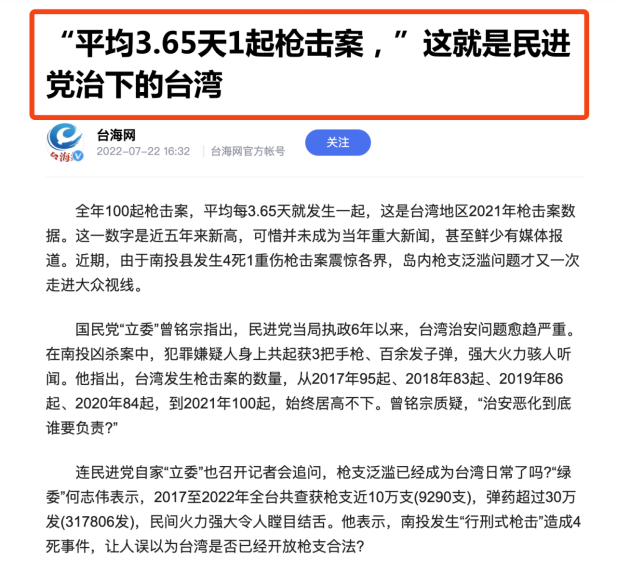 “平均3.65天1起枪击案，”这就是民进
党治下的台湾
台海网
2022-07-22 16:32 台海网官方帐号
关注
台海
全年100起枪击案，平均每3.65天就发生一起，这是台湾地区2021年枪击案数
据。这一数字是近五年来新高，可惜并未成为当年重大新闻，甚至鲜少有媒体报
道。近期，由于南投县发生4死1重伤枪击案震惊各界，岛内枪支泛滥问题才又一次
走进大众视线。
国民党“立委”曾铭宗指出，民进党当局执政6年以来，台湾治安问题愈趋严重。
在南投凶杀案中，犯罪嫌疑人身上共起获3把手枪、百余发子弹，强大火力骇人听
闻。他指出，台湾发生枪击案的数量，从2017年95起、2018年83起、2019年86
起、2020年84起，到2021年100起，始终居高不下。曾铭宗质疑，“治安恶化到底
谁要负责?”
连民进党自家“立委”也召开记者会追问，枪支泛滥已经成为台湾日常了吗?“绿
委”何志伟表示，2017至2022年全台共查获枪支近10万支(9290支)，弹药超过30万
发(317806发)，民间火力强大令人瞠目结舌。他表示，南投发生“行刑式枪击”造成4
死事件，让人误以为台湾是否已经开放枪支合法?